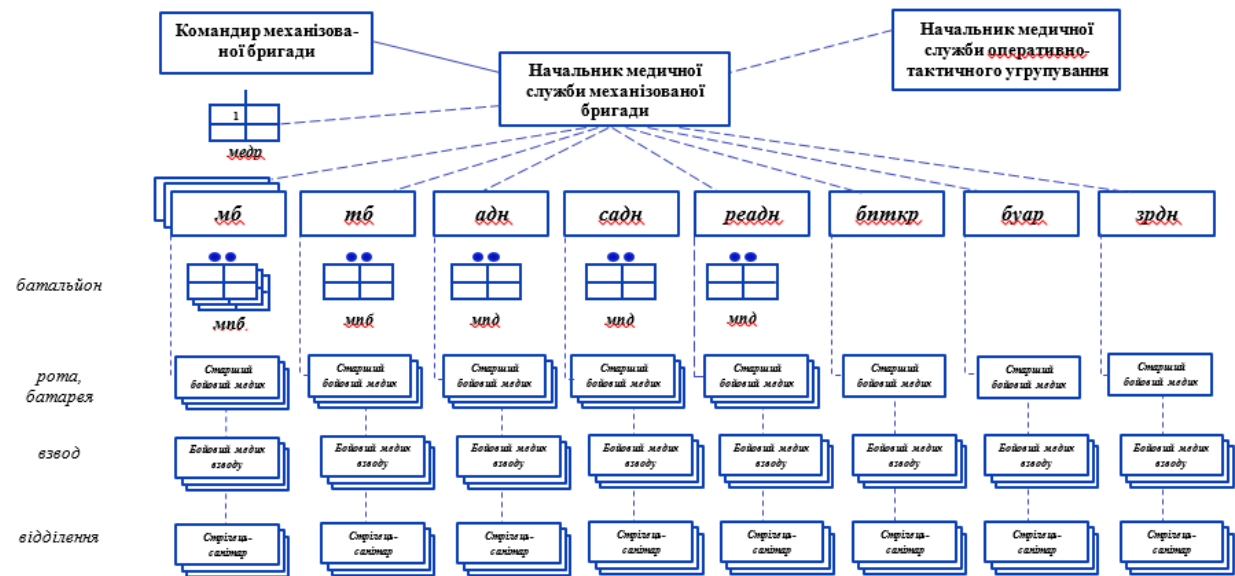 Командир механізова-
ної бригади
Начальник медичної
служби оперативно-
тактичного угрупування
Начальник медичної
служби механізованої
бригади
1
медр
мб
тб
адн
садн
реадн
бпткр
буар
зрдн
батальйон
мпб
мпб
мпд
мпд
мпд
рота,
батарея
Старший
бойовий медик
Старший
бойовий медик
Старший
бойовий медик
Старший
бойовий медик
Старший
бойовий медик
Старший
бойовий медик
Старший
бойовий медик
Старший
бойовий медик
взвод
Бойовий медик
взводу
Бойовий медик
взводу
Бойовий медик
взводу
Бойовий медик
взводу
Бойовий медик
взводу
Бойовий медик
взводу
Бойовий медик
взводу
Бойовий медик
взводу
відділення
Стрілець-
санітар
Стрілець-
санітар
Стрілець-
санітар
Стрілець-
санітар
Стрілець-
санітар
Стрілець-
санітар
Стрілець-
санітар
Стрілець-
санітар